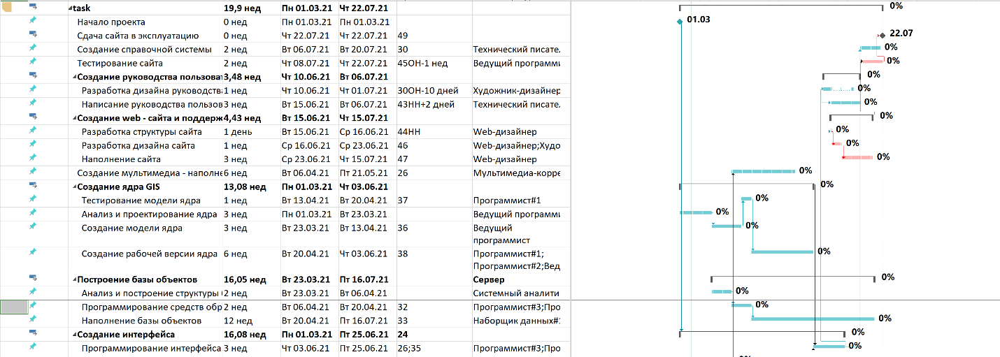 task 19,9 нед Пн 01.03.21 Чт 22.07.21 0%
Начало проекта 0 нед Пн 01.03.21 Пн 01.03.21 01.03
Сдача сайта в эксплуатацию 0 нед Чт 22.07.21 Чт 22.07.21 49 22.07
Создание справочной системы 2 нед Вт 06.07.21 Вт 20.07.21 30 Технический писате. 0%
Тестирование сайта 2 нед Чт 08.07.21 Чт 22.07.21 45ОН-1 нед Ведущий программи 0%
Создание руководства пользоват 3,48 нед Чт 10.06.21 Вт 06.07.21 0%
Разработка дизайна руководства 1 нед Чт 10.06.21 Чт 01.07.21 30ОН-10 дней Художник-дизайнер 0%
Написание руководства пользов 3 нед Вт 15.06.21 Вт 06.07.21 43НН+2 дней Технический писате. 0%
Создание web - сайта и поддерж 4,43 нед Вт 15.06.21 Чт 15.07.21 0%
Разработка структуры сайта 1 день Вт 15.06.21 Ср 16.06.21 44НН Web-дизайнер 0%
Разработка дизайна сайта 1 нед Ср 16.06.21 Ср 23.06.21 46 Web-дизайнер;Худо 0%
Наполнение сайта 3 нед Ср 23.06.21 Чт 15.07.21 47 Web-дизайнер 0%
Создание мультимедиа - наполне 6 нед Вт 06.04.21 Пт 21.05.21 26 Мультимедиа-корре 0%
Создание ядра GIS 13,08 нед Пн 01.03.21 Чт 03.06.21 0%
Тестирование модели ядра 1 нед Вт 13.04.21 Вт 20.04.21 37 Программист#1 0%
Анализ и проектирование ядра 3 нед Пн 01.03.21 Вт 23.03.21 Ведущий программи 0%
Создание модели ядра 3 нед Вт 23.03.21 Вт 13.04.21 36 Ведущий 0%
программист
Создание рабочей версии ядра 6 нед Вт 20.04.21 Чт 03.06.21 38 Программист#1; 0%
Программист#2;Вед
Построение базы объектов 16,05 нед Вт 23.03.21 Пт 16.07.21 Сервер 0%
Анализ и построение структуры 2 нед Вт 23.03.21 Вт 06.04.21 Системный аналити 0%
Программирование средств обр 2 нед Вт 06.04.21 Вт 20.04.21 32 Программист#3;Про 0%
Наполнение базы объектов 12 нед Вт 20.04.21 Пт 16.07.21 33 Наборщик данных#1 0%
Создание интерфейса 16,08 нед Пн 01.03.21 Пт 25.06.21 24 0%
Программирование интерфейса 3 нед Чт 03.06.21 Пт 25.06.21 26;35 Программист#3;Про 0%